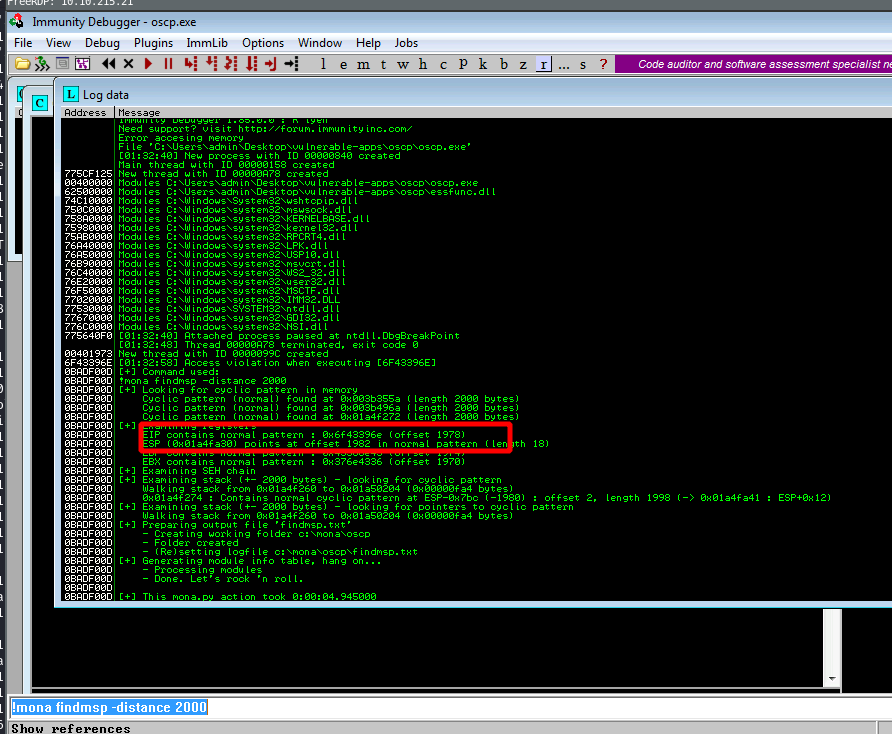 FreeRDP: 10.10.215.21
Immunity Debugger - oscp.exe
File View Debug Plugins ImmLib Options Window Help Jobs
l e m t w h c P k b z r ... s ?
Code auditor and software assessment specialist ne
Log data
Address Message
Immunity Debugger 1.85.0.0 : R'lyeh
Need support? visit http://forum.immunityinc.com/
Error accesing memory
File 'C:\Users\admin\Desktop\vulnerable-apps\oscp\oscp.exe'
[01:32:40] New process with ID 00000840 created
Main thread with ID 00000158 created
775CF125 New thread with ID 00000A78 created
00400000 Modules C:\Users\admin\Desktop\vulnerable-apps\oscp\oscp.exe
62500000 Modules C:\Users\admin\Desktop\vulnerable-apps\oscp\essfunc.dll
74C10000 Modules C:\Windows\System32\wshtcpip.dll
750C0000 Modules C:\Windows\system32\mswsock.dll
758A0000 Modules C:\Windows\system32\KERNELBASE.dll
75980000 Modules C:\Windows\system32\kernel32.dll
75AB0000 Modules C:\Windows\system32\RPCRT4.dll
76A40000 Modules C:\Windows\system32\LPK.dll
76A50000 Modules C:\Windows\system32\USP10.dll
76B90000 Modules C:\Windows\system32\msvcrt.dll
76C40000 Modules C:\Windows\system32\WS2_32.dll
76E20000 Modules C:\Windows\system32\user32.dll
76F50000 Modules C:\Windows\system32\MSCTF.dll
77020000 Modules C:\Windows\system32\IMM32.DLL
77530000 Modules C:\Windows\SYSTEM32\ntdll.dll
77670000 Modules C:\Windows\system32\GDI32.dll
776C0000 Modules C:\Windows\system32\NSI.dll
775640F0 [01:32:40] Attached process paused at ntdll.DbgBreakPoint
[01:32:48] Thread 00000A78 terminated, exit code 0
00401973 New thread with ID 0000099C created
6F43396E [01:32:58] Access violation when executing [6F43396E]
0BADF00D [+] Command used:
0BADF00D !mona findmsp -distance 2000
0BADF00D [+] Looking for cyclic pattern in memory
0BADF00D Cyclic pattern (normal) found at 0x003b355a (length 2000 bytes)
0BADF00D Cyclic pattern (normal) found at 0x003b496a (length 2000 bytes)
0BADF00D Cyclic pattern (normal) found at 0x01a4f272 (length 2000 bytes)
0BADF00D [+] Examining registers
0BADF00D EIP contains normal pattern : 0x6f43396e (offset 1978)
0BADF00D ESP (0x01a4fa30) points at offset 1982 in normal pattern (length 18)
0BADF00D EBP contains normal pattern : 0x43386e43 (offset 1974)
0BADF00D EBX contains normal pattern : 0x376e4336 (offset 1970)
0BADF00D [+] Examining SEH chain
0BADF00D [+] Examining stack (+- 2000 bytes) - looking for cyclic pattern
0BADF00D Walking stack from 0x01a4f260 to 0x01a50204 (0x00000fa4 bytes)
0BADF00D 0x01a4f274 : Contains normal cyclic pattern at ESP-0x7bc (-1980) : offset 2, length 1998 (-> 0x01a4fa41 : ESP+0x12)
0BADF00D [+] Examining stack (+- 2000 bytes) - looking for pointers to cyclic pattern
0BADF00D Walking stack from 0x01a4f260 to 0x01a50204 (0x00000fa4 bytes)
0BADF00D [+] Preparing output file 'findmsp.txt'
0BADF00D - Creating working folder c:\mona\oscp
0BADF00D - Folder created
0BADF00D - (Re)setting logfile c:\mona\oscp\findmsp.txt
0BADF00D [+] Generating module info table, hang on...
0BADF00D - Processing modules
0BADF00D - Done. Let's rock 'n roll.
0BADF00D
0BADF00D [+] This mona.py action took 0:00:04.945000
!mona findmsp -distance 2000
Show references